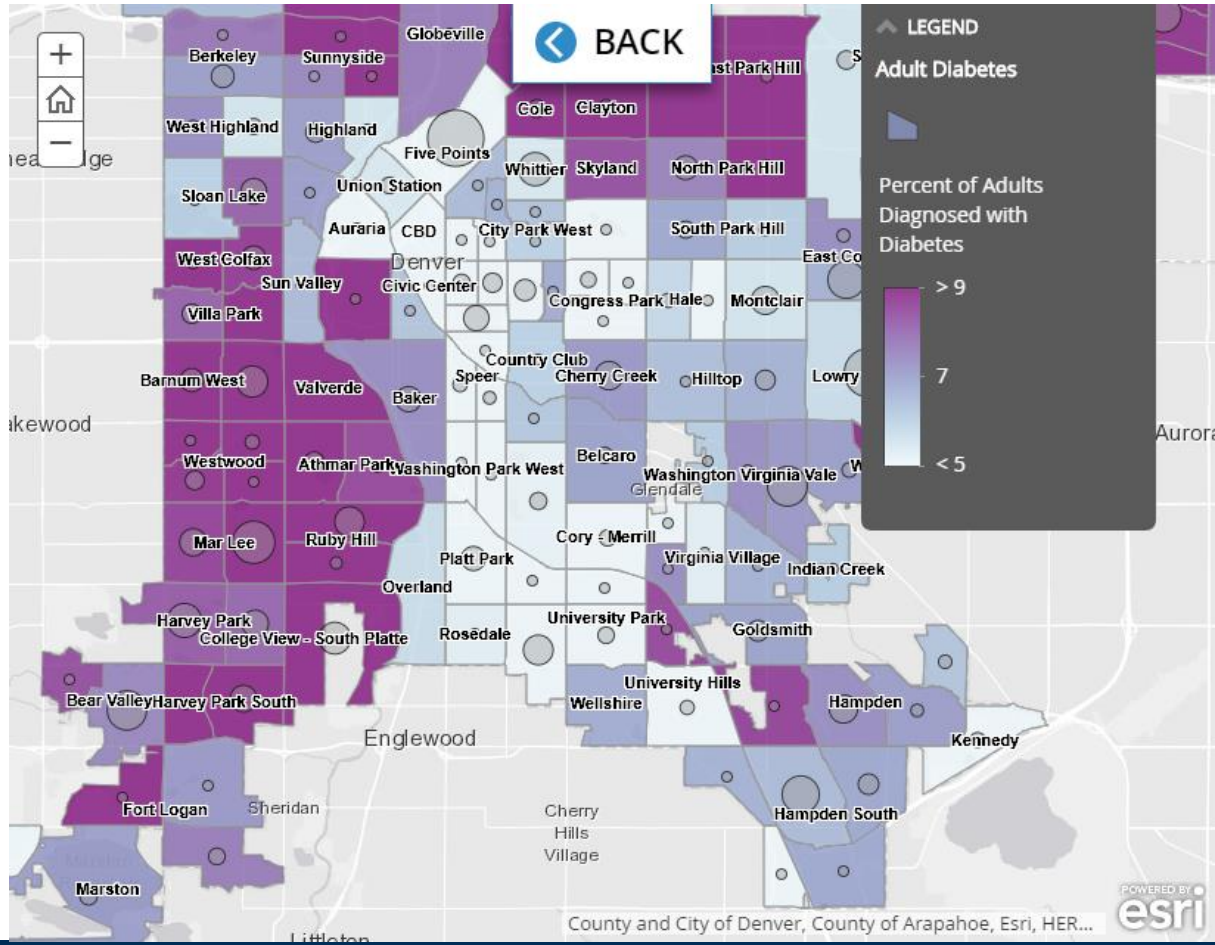 BACK
LEGEND
Adult Diabetes
Percent of Adults
Diagnosed with
Diabetes
> 9
7
< 5
+
−
Berkeley
Sunnyside
Globeville
Park Hill
Cole
Clayton
West Highland
Highland
Five Points
Whittier
Skyland
North Park Hill
Sloan Lake
Union Station
Auraria
CBD
City Park West
South Park Hill
West Colfax
Denver
East Co
Sun Valley
Civic Center
Congress Park
Hale
Montclair
Villa Park
Barnum West
Valverde
Baker
Speer
Country Club
Cherry Creek
Hilltop
Lowry
Aurora
Westwood
Athmar Park
Washington Park West
Belcaro
Washington Virginia Vale
Glendale
Mar Lee
Ruby Hill
Platt Park
Cory - Merrill
Virginia Village
Indian Creek
Overland
Harvey Park
College View - South Platte
Rosedale
University Park
Goldsmith
Bear Valley
Harvey Park South
University Hills
Wellshire
Hampden
Englewood
Kennedy
Fort Logan
Sheridan
Cherry
Hills
Village
Hampden South
Marston
Littleton
County and City of Denver, County of Arapahoe, Esri, HER...
POWERED BY
esri